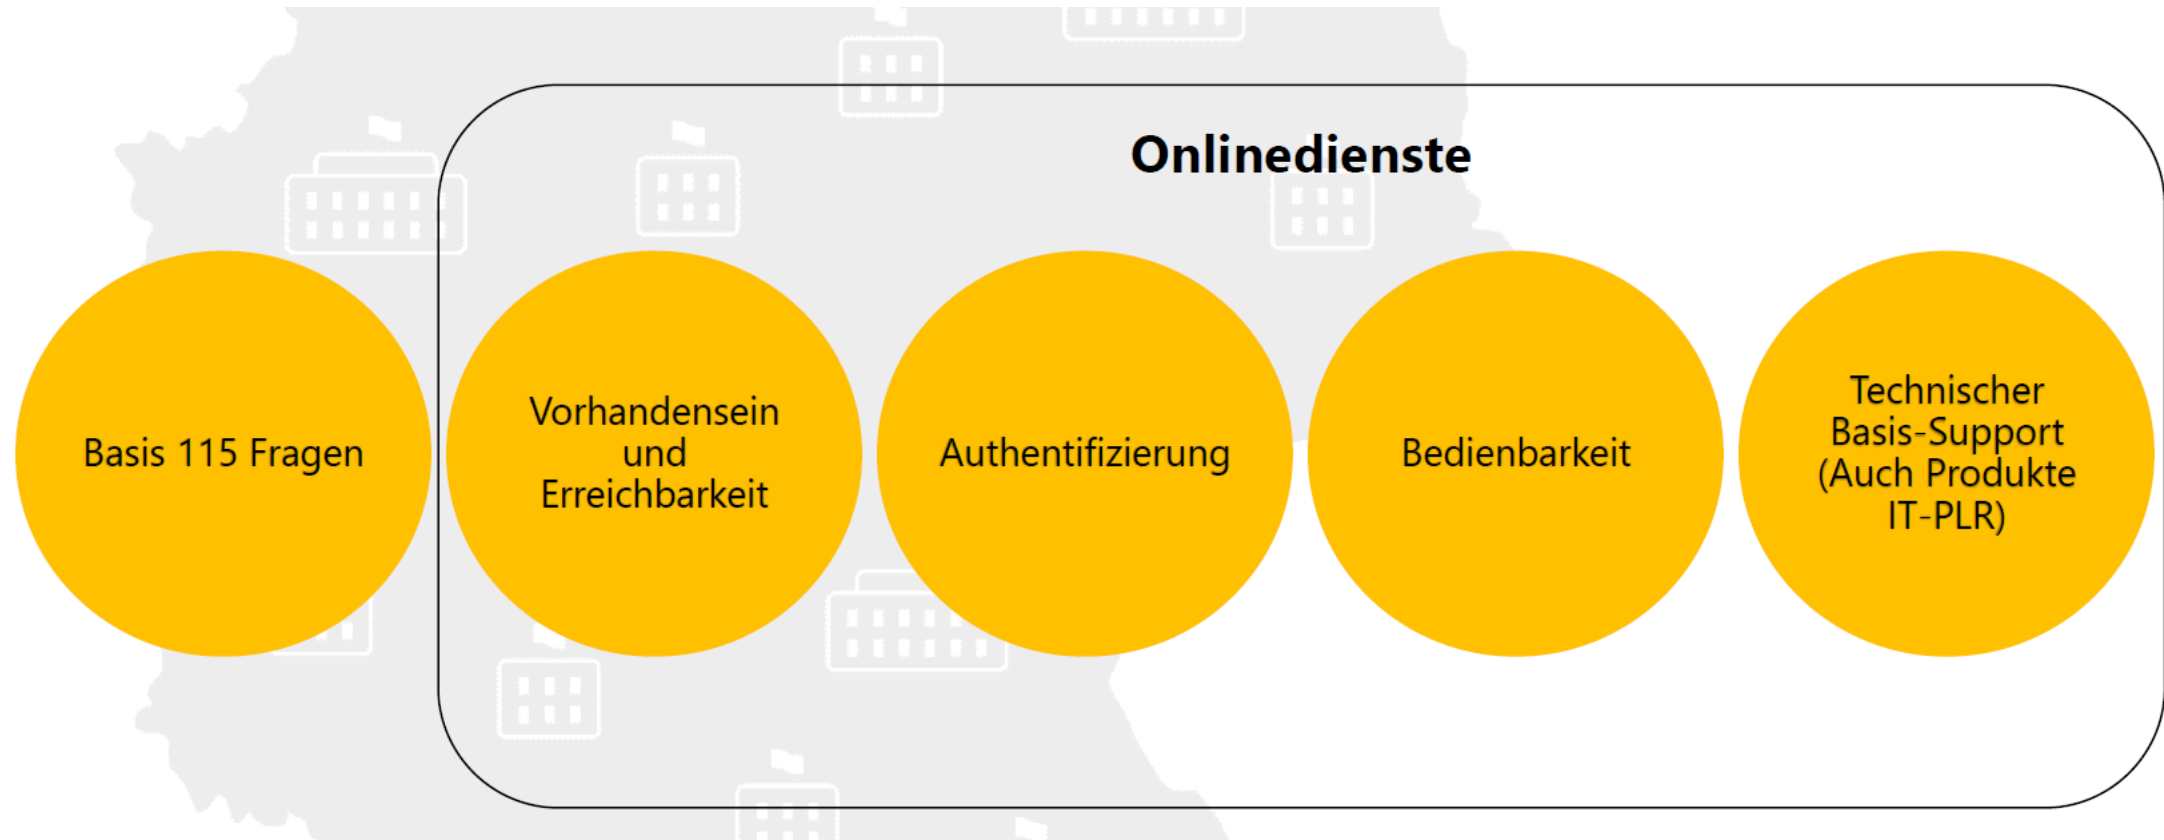 Onlinedienste
Basis 115 Fragen
Vorhandensein
und
Erreichbarkeit
Authentifizierung
Bedienbarkeit
Technischer
Basis-Support
(Auch Produkte
IT-PLR)